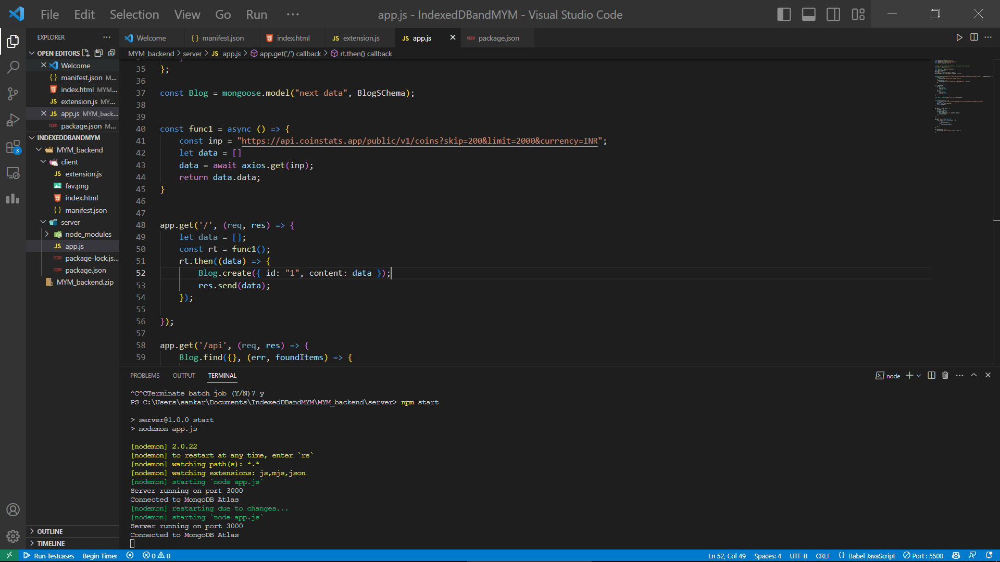 File Edit Selection View Go Run ···
app.js - IndexedDBandMYM - Visual Studio Code
EXPLORER ···
Welcome
{} manifest.json
index.html
JS extension.js
JS app.js
package.json
OPEN EDITORS
Welcome
{} manifest.json M...
index.html MYM...
JS extension.js MY...
JS app.js MYM_back...
package.json M...
INDEXEDDBANDMYM
MYM_backend
client
JS extension.js
fav.png
index.html
{} manifest.json
server
node_modules
JS app.js
package-lock.js...
package.json
MYM_backend.zip
OUTLINE
TIMELINE
3
MYM_backend > server > JS app.js > app.get('/') callback > rt.then() callback
35 };
36
37 const Blog = mongoose.model("next data", BlogSChema);
38
39
40 const func1 = async () => {
41 const inp = "https://api.coinstats.app/public/v1/coins?skip=200&limit=2000&currency=INR";
42 let data = []
43 data = await axios.get(inp);
44 return data.data;
45 }
46
47
48 app.get('/', (req, res) => {
49 let data = [];
50 const rt = func1();
51 rt.then((data) => {
52 Blog.create({ id: "1", content: data });
53 res.send(data);
54 });
55
56 });
57
58 app.get('/api', (req, res) => {
59 Blog.find({}, (err, foundItems) => {
PROBLEMS OUTPUT TERMINAL
node
^C^CTerminate batch job (Y/N)? y
PS C:\Users\sankar\Documents\IndexedDBandMYM\MYM_backend\server> npm start
> server@1.0.0 start
> nodemon app.js
[nodemon] 2.0.22
[nodemon] to restart at any time, enter `rs`
[nodemon] watching path(s): *.*
[nodemon] watching extensions: js,mjs,json
[nodemon] starting `node app.js`
Server running on port 3000
Connected to MongoDB Atlas
[nodemon] restarting due to changes...
[nodemon] starting `node app.js`
Server running on port 3000
Connected to MongoDB Atlas
Run Testcases Begin Timer 0 0
Ln 52, Col 49 Spaces: 4 UTF-8 CRLF {} Babel JavaScript Port : 5500